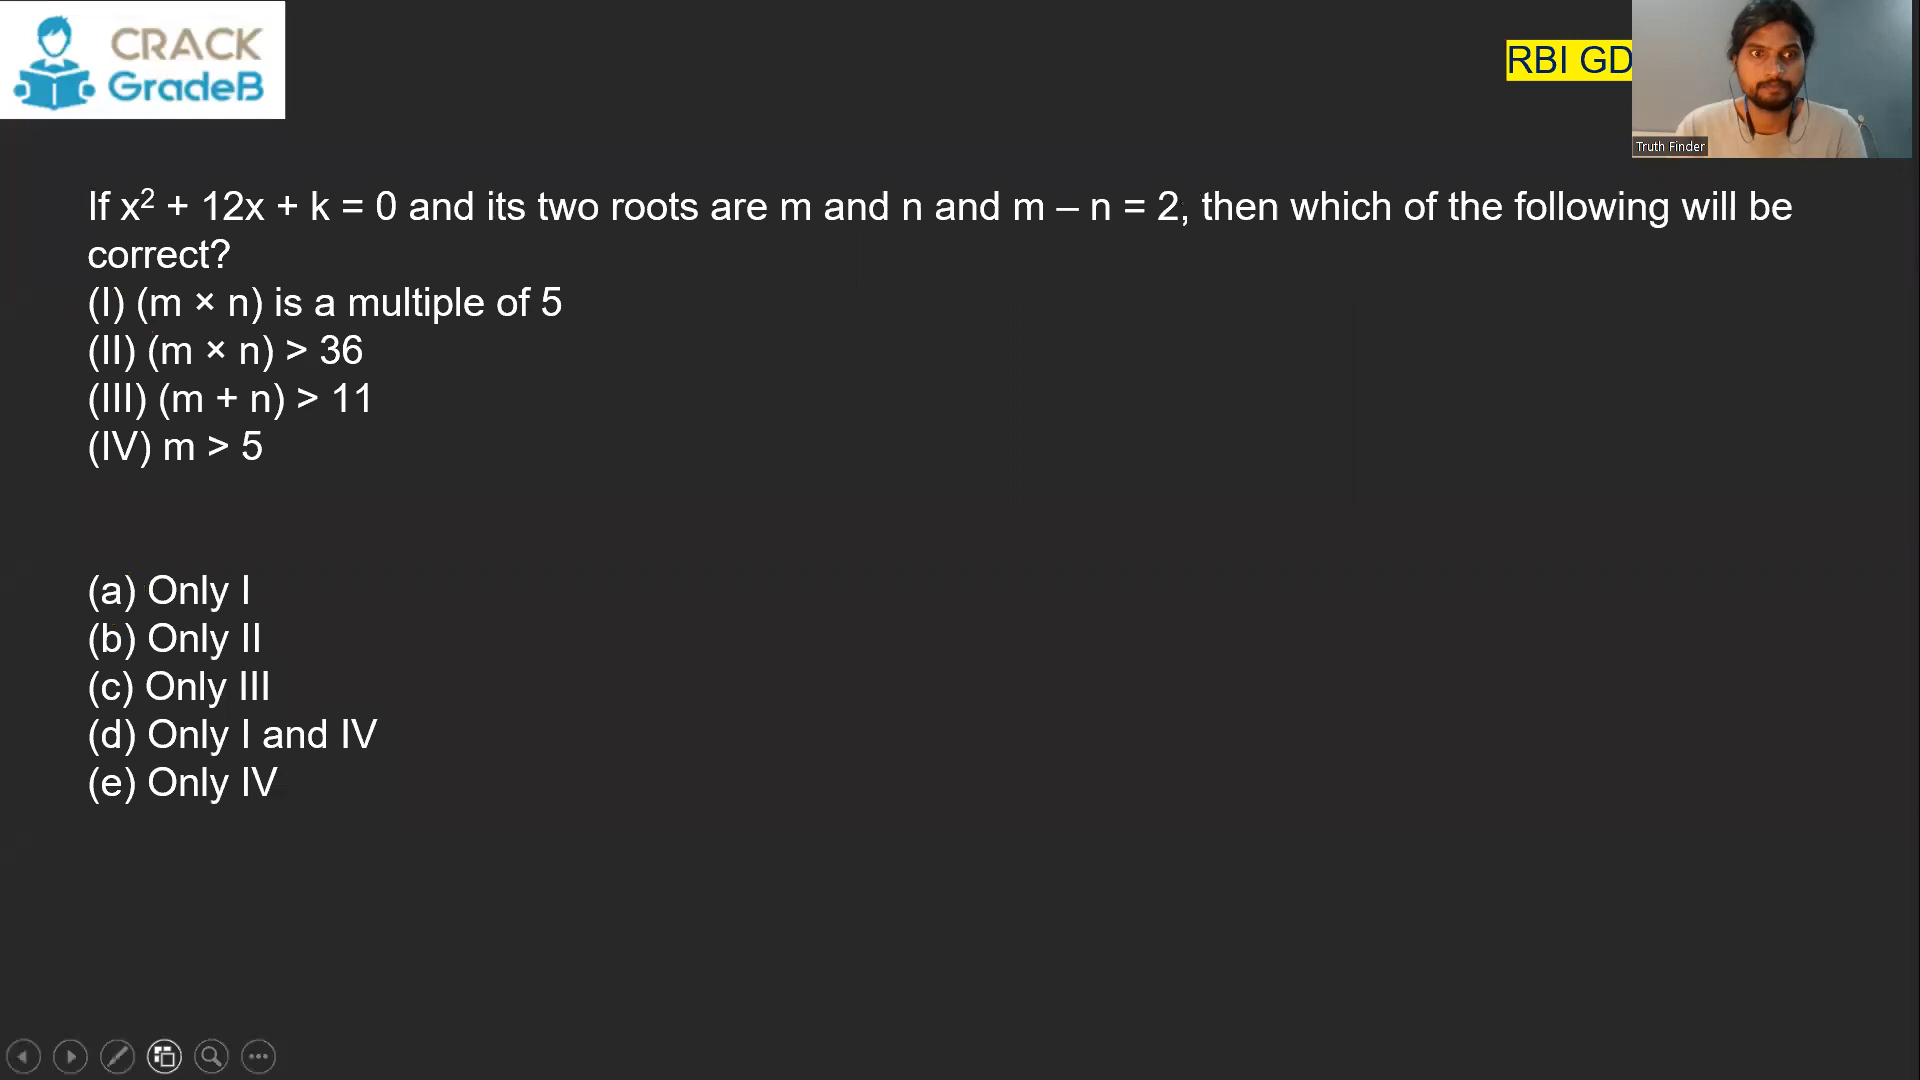 CRACK
GradeB
RBI GD
Truth Finder
If x² + 12x + k = 0 and its two roots are m and n and m – n = 2, then which of the following will be
correct?
(I) (m × n) is a multiple of 5
(II) (m × n) > 36
(III) (m + n) > 11
(IV) m > 5
(a) Only I
(b) Only II
(c) Only III
(d) Only I and IV
(e) Only IV